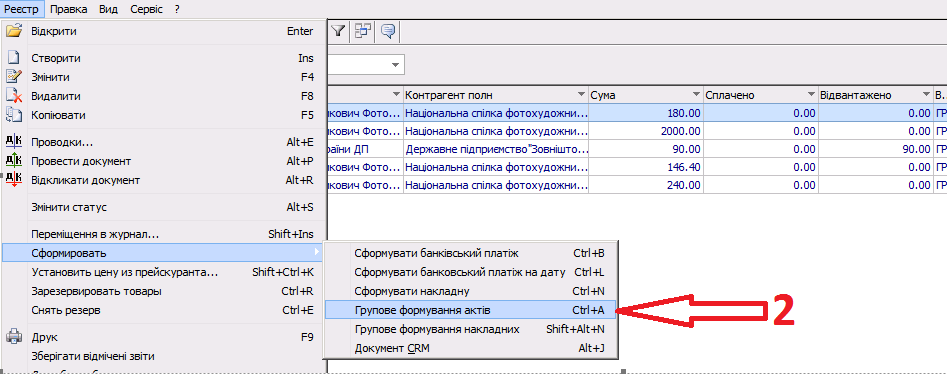 Реєстр Правка Вид Сервіс ?
Відкрити Enter
Створити Ins
Змінити F4
Видалити F8
Копіювати F5
Проводки... Alt+E
Провести документ Alt+P
Відкликати документ Alt+R
Змінити статус Alt+S
Переміщення в журнал... Shift+Ins
Сформировать
Установить цену из прейскуранта... Shift+Ctrl+K
Зарезервировать товары Ctrl+R
Снять резерв Ctrl+E
Друк F9
Зберігати відмічені звіти
Контрагент полн Сума Сплачено Відвантажено В...
нкович Фото... Національна спілка фотохудожни... 180.00 0.00 0.00 ГР
нкович Фото... Національна спілка фотохудожни... 2000.00 0.00 0.00 ГР
раїни ДП Державне підприємство"Зовнішто... 90.00 0.00 90.00 ГР
нкович Фото... Національна спілка фотохудожни... 146.40 0.00 0.00 ГР
нкович Фото... Національна спілка фотохудожни... 240.00 0.00 0.00 ГР
Сформувати банківський платіж Ctrl+B
Сформувати банковський платіж на дату Ctrl+L
Сформувати накладну Ctrl+N
Групове формування актів Ctrl+A
Групове формування накладних Shift+Alt+N
Документ CRM Alt+J
2